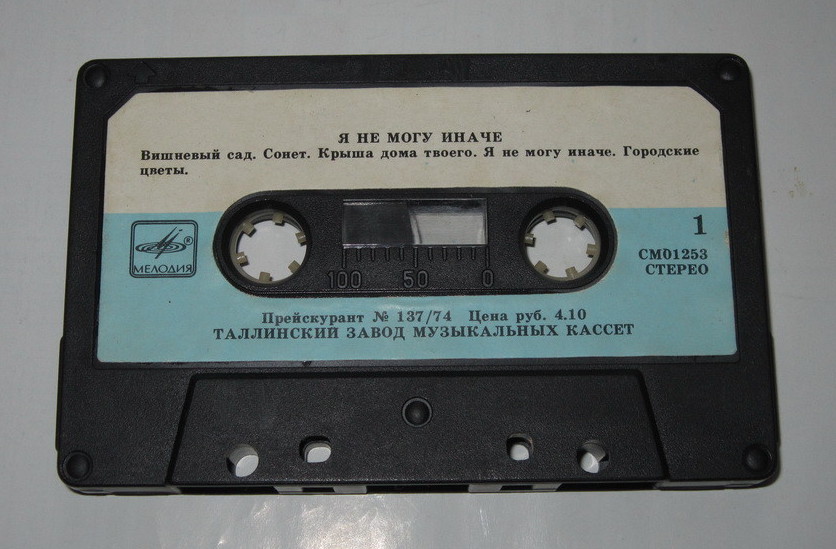 Я НЕ МОГУ ИНАЧЕ
Вишневый сад. Сонет. Крыша дома твоего. Я не могу иначе. Городские
цветы.
1
® МЕЛОДИЯ
СМ01253
СТЕРЕО
100 50 0
Прейскурант № 137/74 Цена руб. 4.10
ТАЛЛИНСКИЙ ЗАВОД МУЗЫКАЛЬНЫХ КАССЕТ